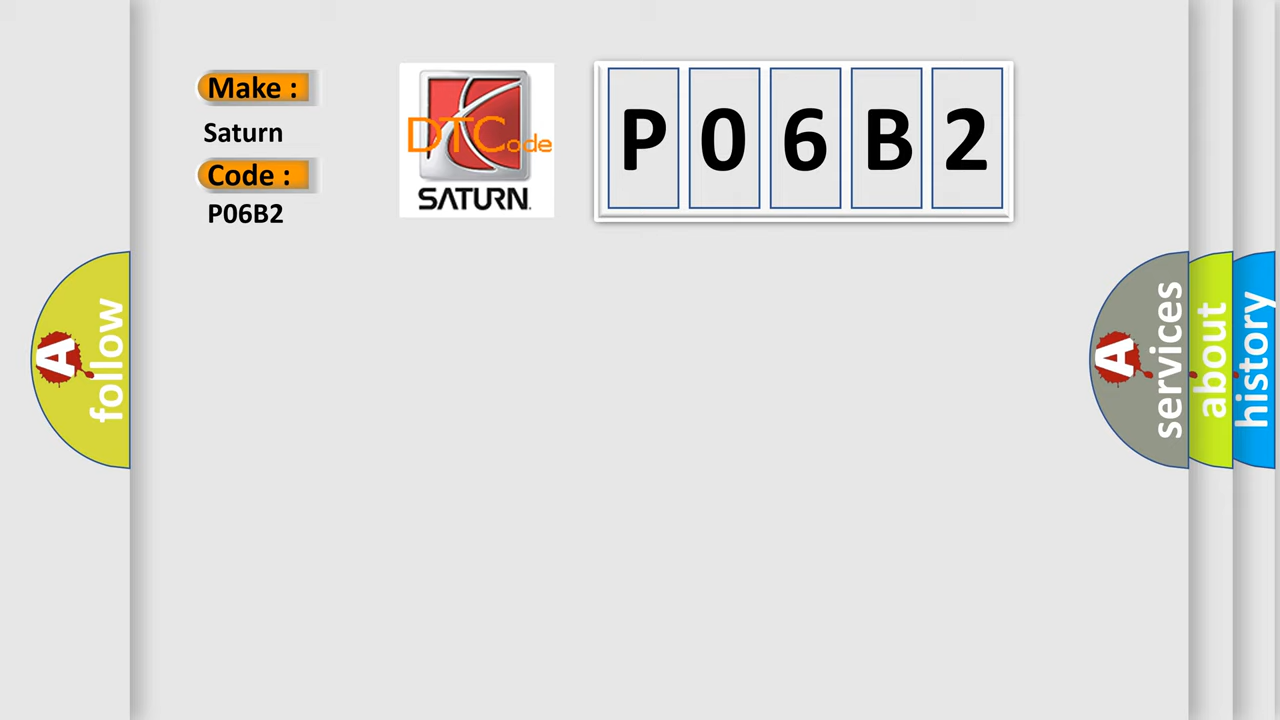 Make :
Saturn
Code :
P06B2
DTCode
SATURN
P 0 6 B 2
A follow
A services
about
history